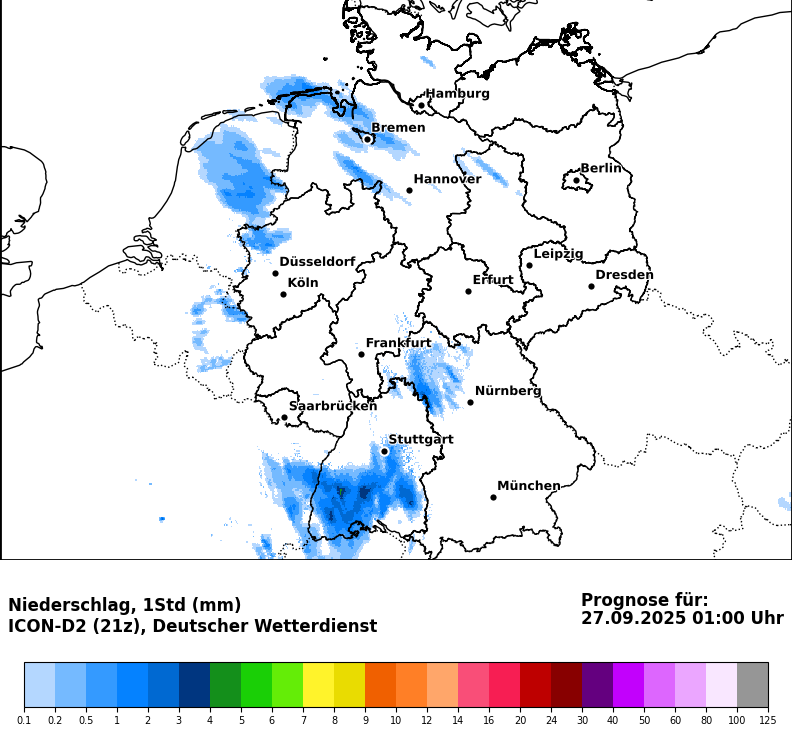 Hamburg
Bremen
Berlin
Hannover
Leipzig
Düsseldorf
Dresden
Köln
Erfurt
Frankfurt
Nürnberg
Saarbrücken
Stuttgart
München
Niederschlag, 1Std (mm)
ICON-D2 (21z), Deutscher Wetterdienst
Prognose für:
27.09.2025 01:00 Uhr
0.1 0.2 0.5 1 2 3 4 5 6 7 8 9 10 12 14 16 20 24 30 40 50 60 80 100 125